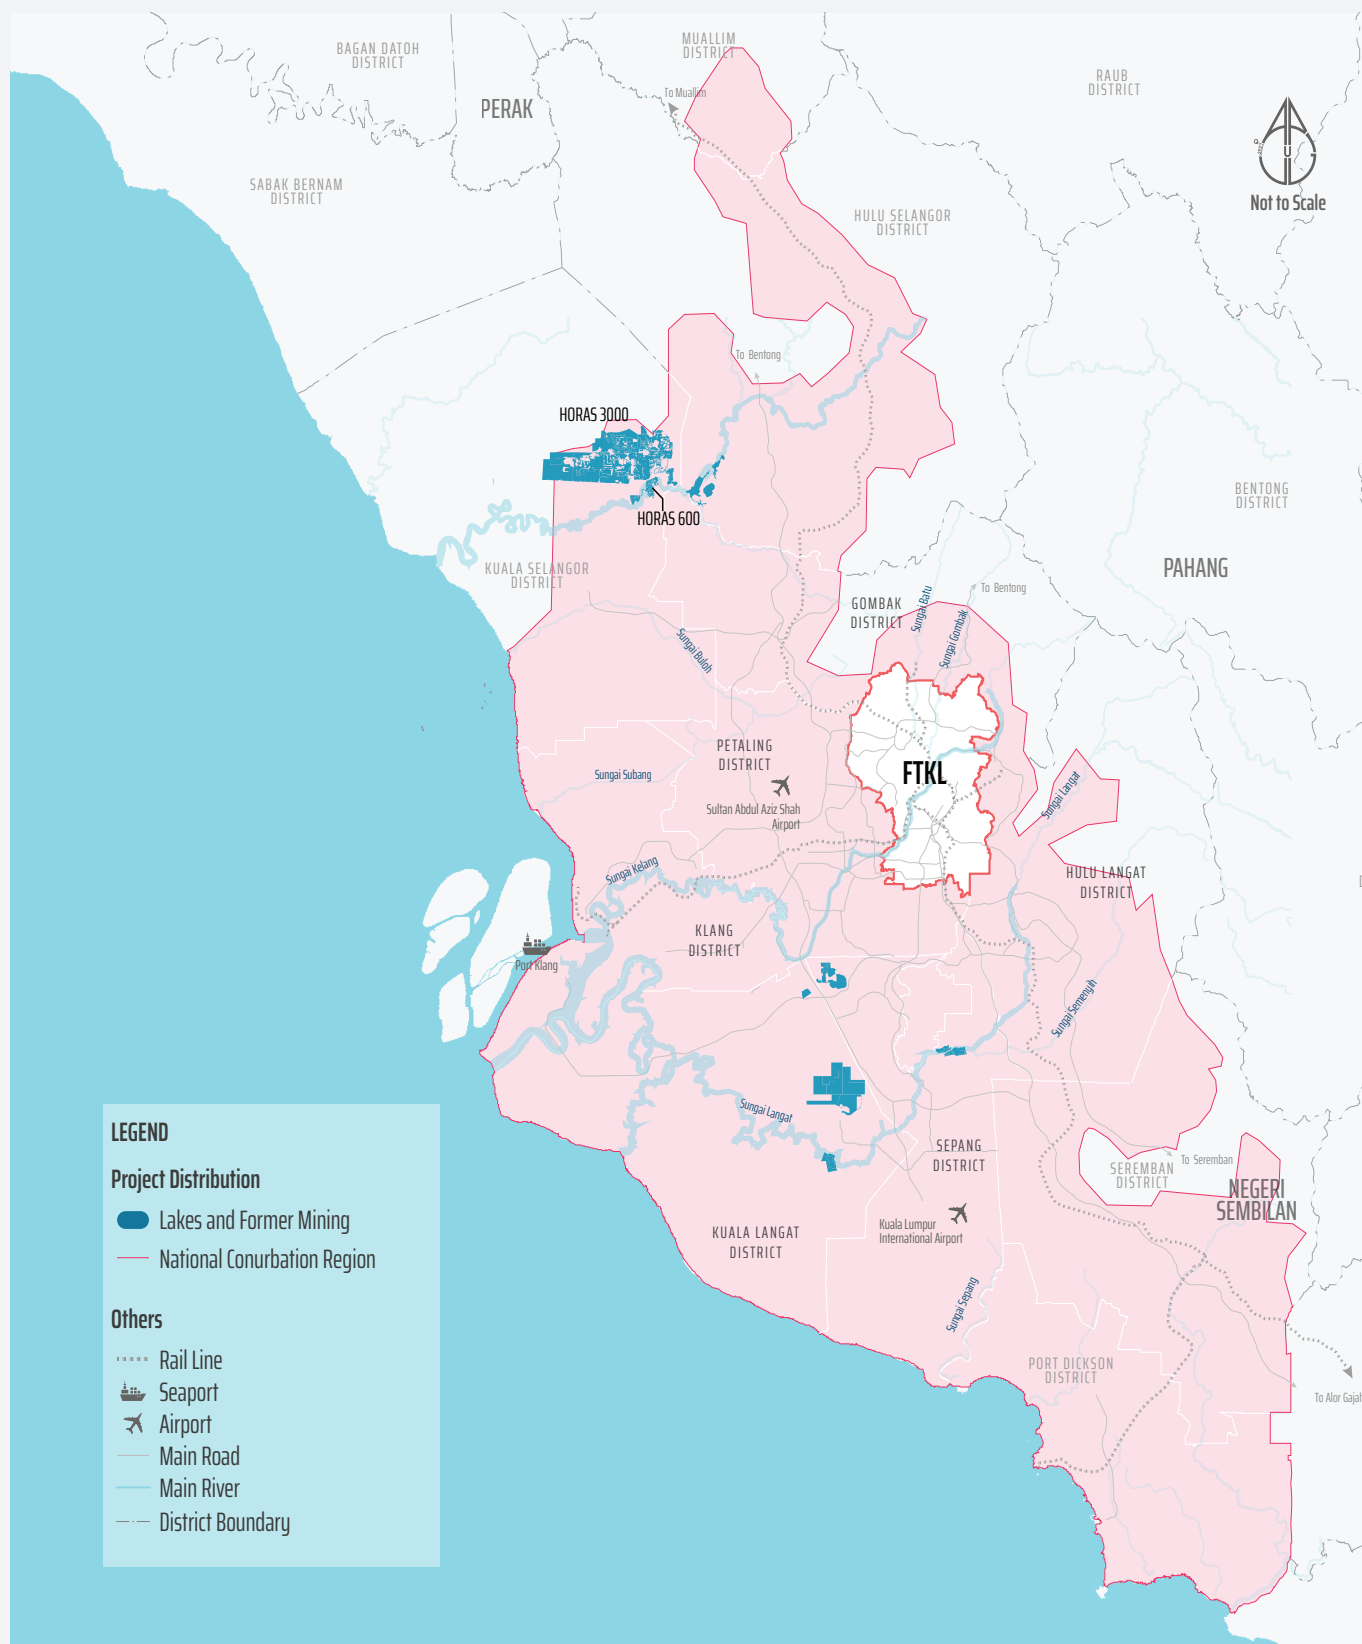 BAGAN DATOH
DISTRICT
MUALLIM
DISTRICT
RAUB
DISTRICT
PERAK
To Muallim
SABAK BERNAM
DISTRICT
HULU SELANGOR
DISTRICT
Not to Scale
To Bentong
HORAS 3000
HORAS 600
BENTONG
DISTRICT
KUALA SELANGOR
DISTRICT
PAHANG
GOMBAK
DISTRICT
Sungai Batu
To Bentong
Sungai Gombak
Sungai Buloh
PETALING
DISTRICT
FTKL
Sungai Subang
Sultan Abdul Aziz Shah
Airport
Sungai Langat
Sungai Kelang
HULU LANGAT
DISTRICT
KLANG
DISTRICT
Port Klang
Sungai Semenyih
Sungai Langat
SEPANG
DISTRICT
To Seremban
SEREMBAN
DISTRICT
NEGERI
SEMBILAN
KUALA LANGAT
DISTRICT
Kuala Lumpur
International Airport
Sungai Sepang
PORT DICKSON
DISTRICT
To Alor Gajah
LEGEND
Project Distribution
Lakes and Former Mining
National Conurbation Region
Others
Rail Line
Seaport
Airport
Main Road
Main River
District Boundary